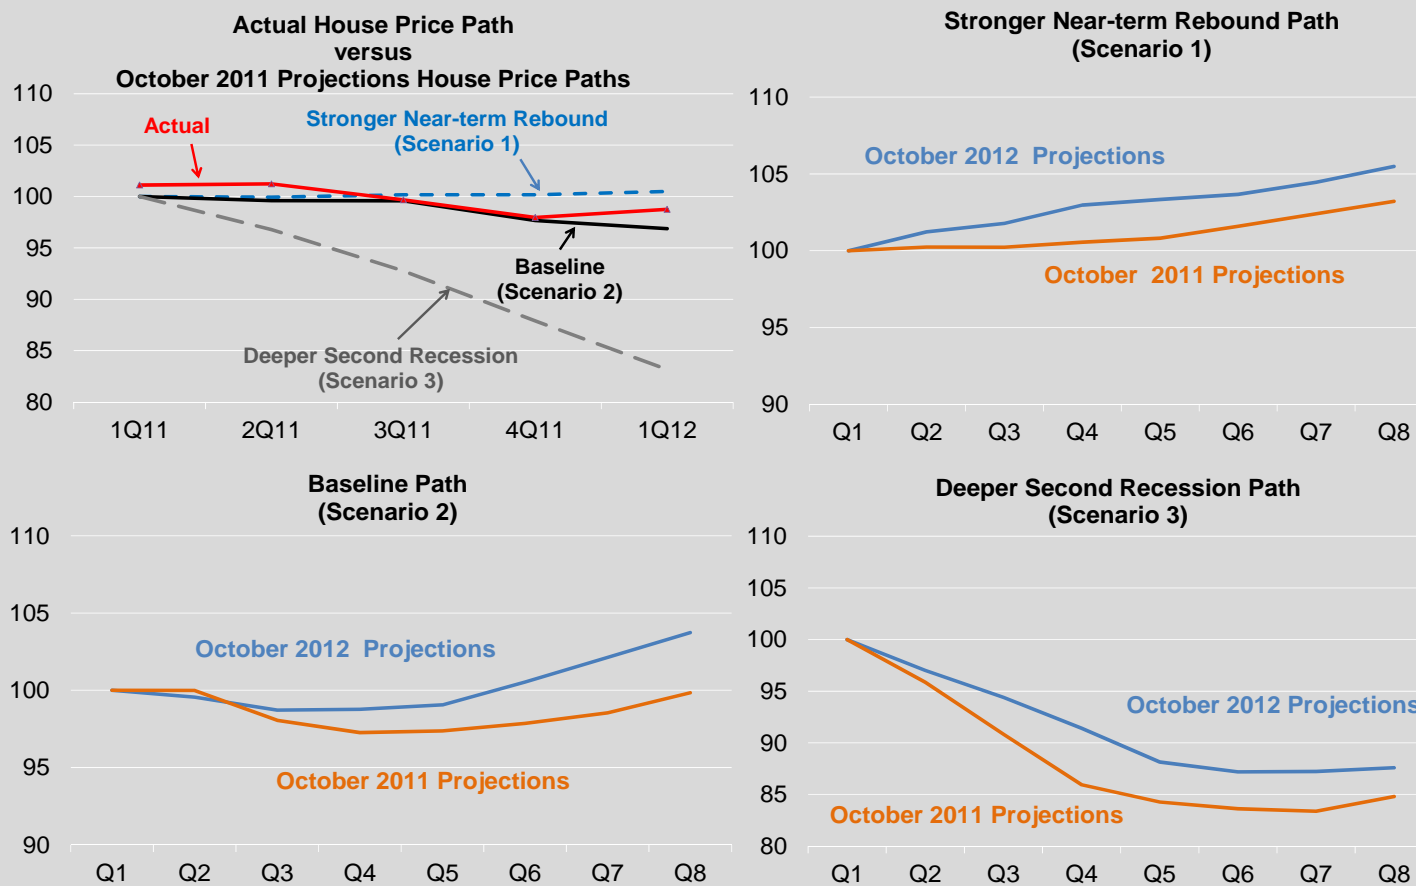 Actual House Price Path
versus
October 2011 Projections House Price Paths
110
105
100
95
90
85
80
Actual
Stronger Near-term Rebound
(Scenario 1)
Baseline
(Scenario 2)
Deeper Second Recession
(Scenario 3)
1Q11 2Q11 3Q11 4Q11 1Q12
Stronger Near-term Rebound Path
(Scenario 1)
110
105
100
95
90
October 2012 Projections
October 2011 Projections
Q1 Q2 Q3 Q4 Q5 Q6 Q7 Q8
Baseline Path
(Scenario 2)
110
105
100
95
90
October 2012 Projections
October 2011 Projections
Q1 Q2 Q3 Q4 Q5 Q6 Q7 Q8
Deeper Second Recession Path
(Scenario 3)
110
105
100
95
90
85
80
October 2012 Projections
October 2011 Projections
Q1 Q2 Q3 Q4 Q5 Q6 Q7 Q8